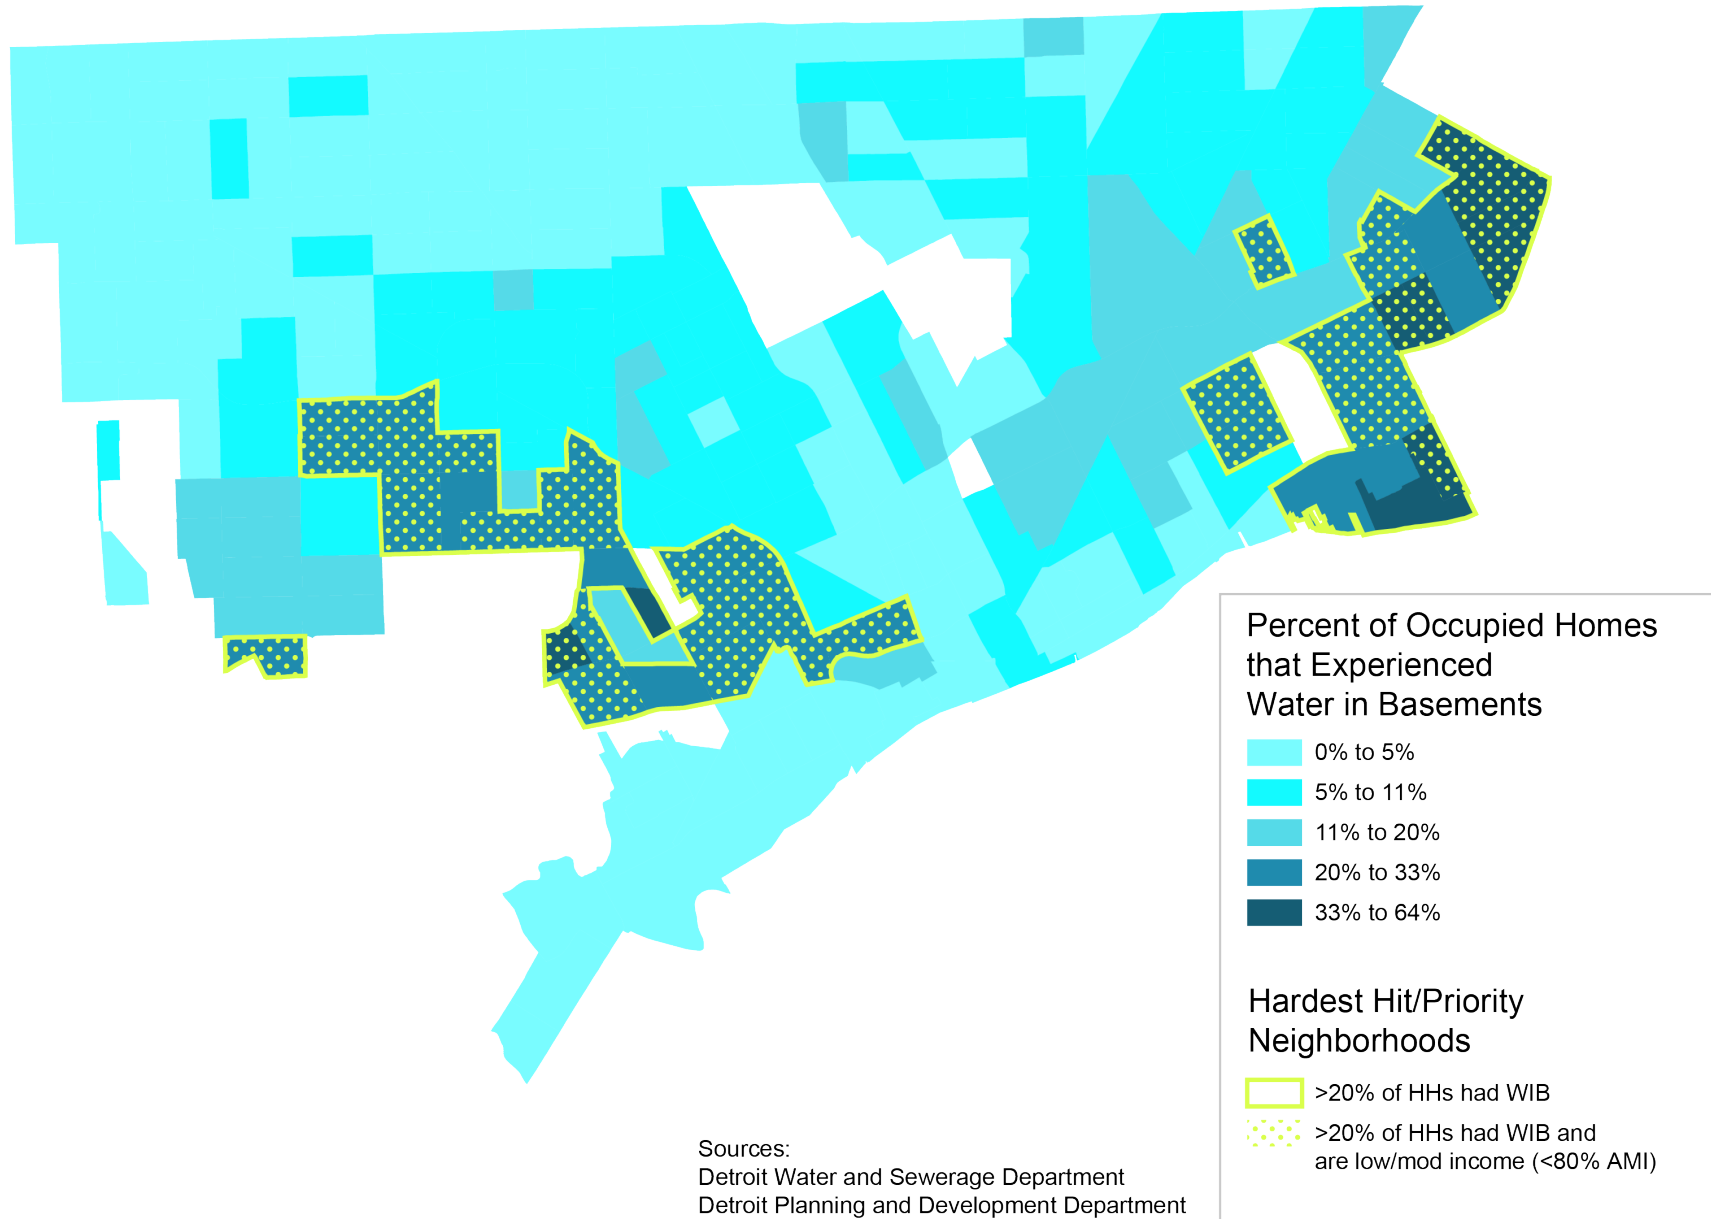 Percent of Occupied Homes
that Experienced
Water in Basements
0% to 5%
5% to 11%
11% to 20%
20% to 33%
33% to 64%
Hardest Hit/Priority
Neighborhoods
>20% of HHs had WIB
>20% of HHs had WIB and
are low/mod income (<80% AMI)
Sources:
Detroit Water and Sewerage Department
Detroit Planning and Development Department